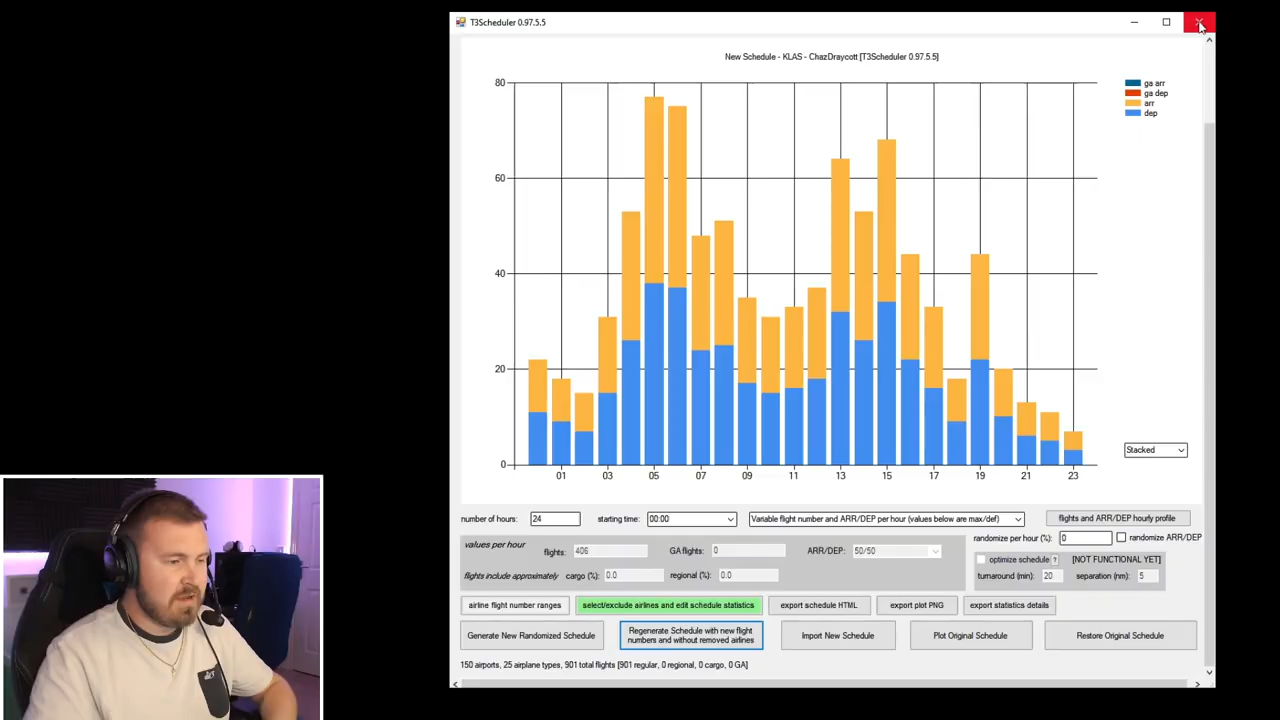 T3Scheduler 0.97.5.5
New Schedule - KLAS - ChazDraycott [T3Scheduler 0.97.5.5]
80
60
40
20
0
01 03 05 07 09 11 13 15 17 19 21 23
ga arr
ga dep
arr
dep
Stacked
number of hours: 24 starting time: 00:00 Variable flight number and ARR/DEP per hour (values below are max/def) flights and ARR/DEP hourly profile
randomize per hour (%): 0 randomize ARR/DEP
values per hour
flights: 406 GA flights: 0 ARR/DEP: 50/50
optimize schedule ? [NOT FUNCTIONAL YET]
flights include approximately cargo (%): 0.0 regional (%): 0.0
turnaround (min): 20 separation (nm): 5
airline flight number ranges select/exclude airlines and edit schedule statistics export schedule HTML export plot PNG export statistics details
Generate New Randomized Schedule
Regenerate Schedule with new flight
numbers and without removed airlines
Import New Schedule Plot Original Schedule Restore Original Schedule
150 airports, 25 airplane types, 901 total flights [901 regular, 0 regional, 0 cargo, 0 GA]